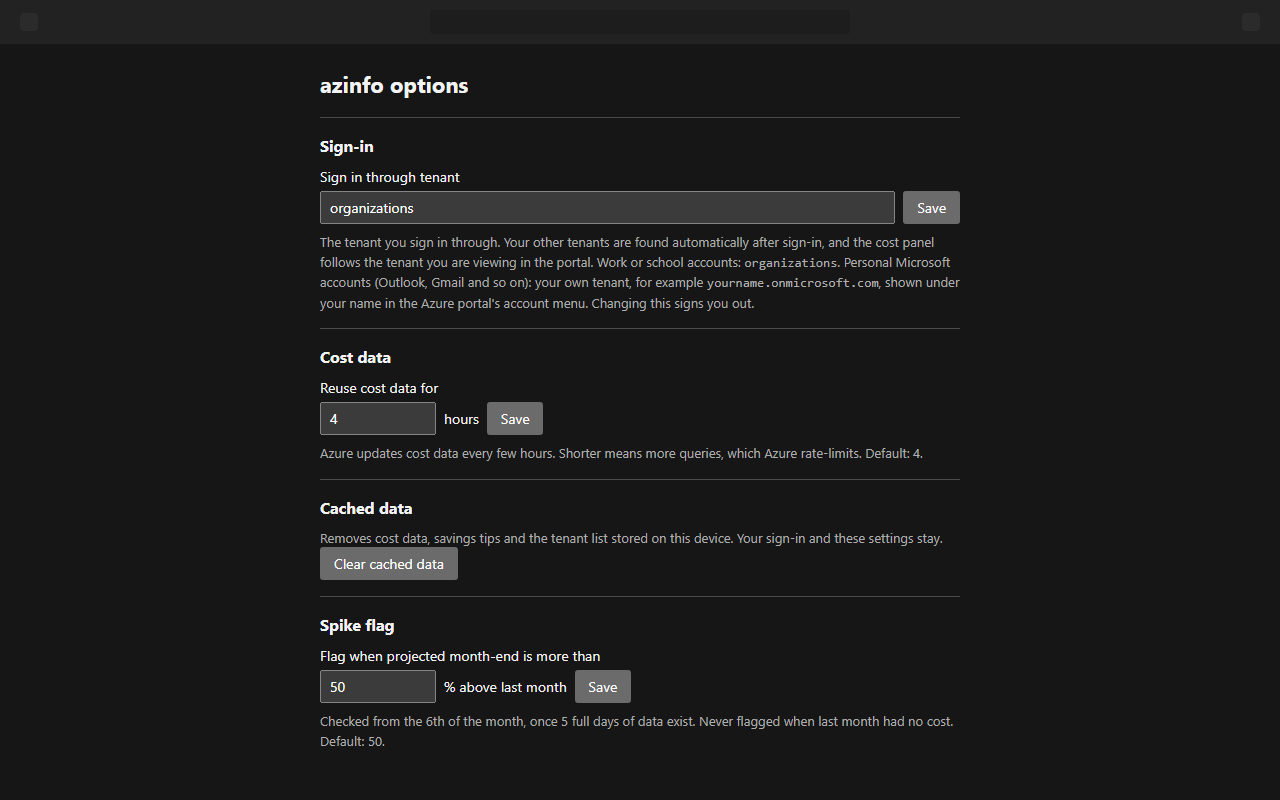 azinfo options
Sign-in
Sign in through tenant
organizations Save
The tenant you sign in through. Your other tenants are found automatically after sign-in, and the cost panel
follows the tenant you are viewing in the portal. Work or school accounts: organizations. Personal Microsoft
accounts (Outlook, Gmail and so on): your own tenant, for example yourname.onmicrosoft.com, shown under
your name in the Azure portal's account menu. Changing this signs you out.
Cost data
Reuse cost data for
4 hours Save
Azure updates cost data every few hours. Shorter means more queries, which Azure rate-limits. Default: 4.
Cached data
Removes cost data, savings tips and the tenant list stored on this device. Your sign-in and these settings stay.
Clear cached data
Spike flag
Flag when projected month-end is more than
50 % above last month Save
Checked from the 6th of the month, once 5 full days of data exist. Never flagged when last month had no cost.
Default: 50.